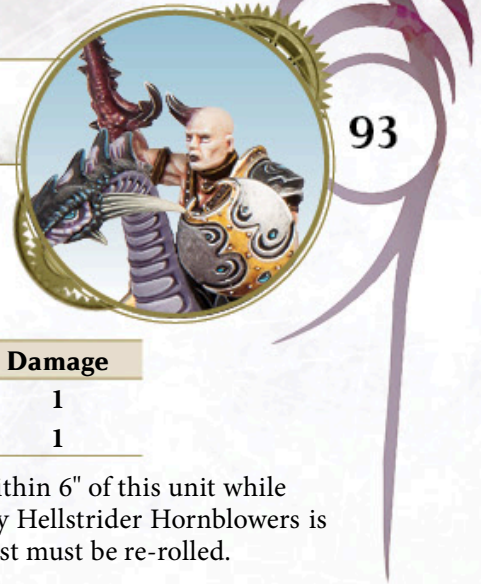 93
Damage
1
1
ithin 6" of this unit while
y Hellstrider Hornblowers is
st must be re-rolled.